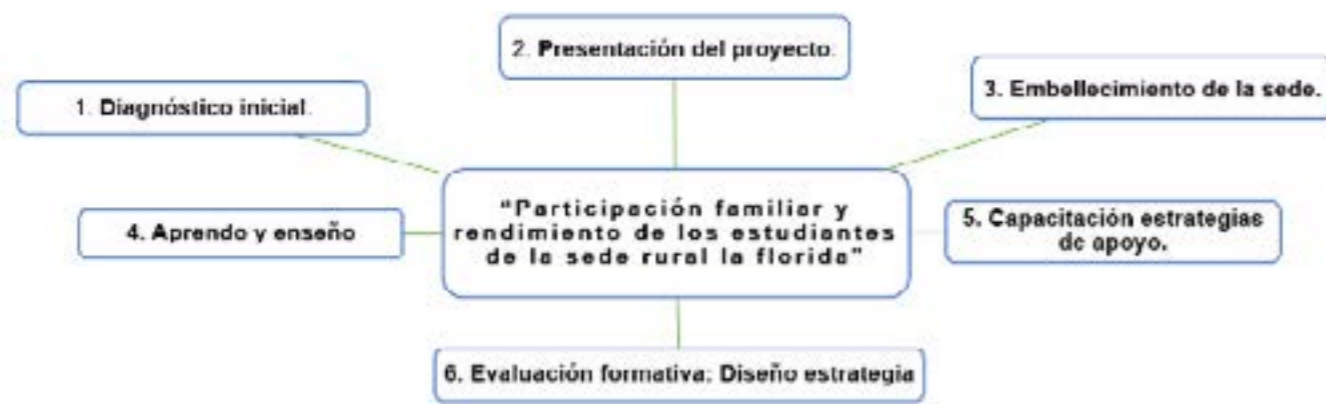 2. Presentación del proyecto.
1. Diagnóstico inicial.
3. Embellecimiento de la sede.
"Participación familiar y
rendimiento de los estudiantes
de la sede rural la florida"
4. Aprendo y enseño
5. Capacitación estrategias
de apoyo.
6. Evaluación formativa: Diseño estrategia